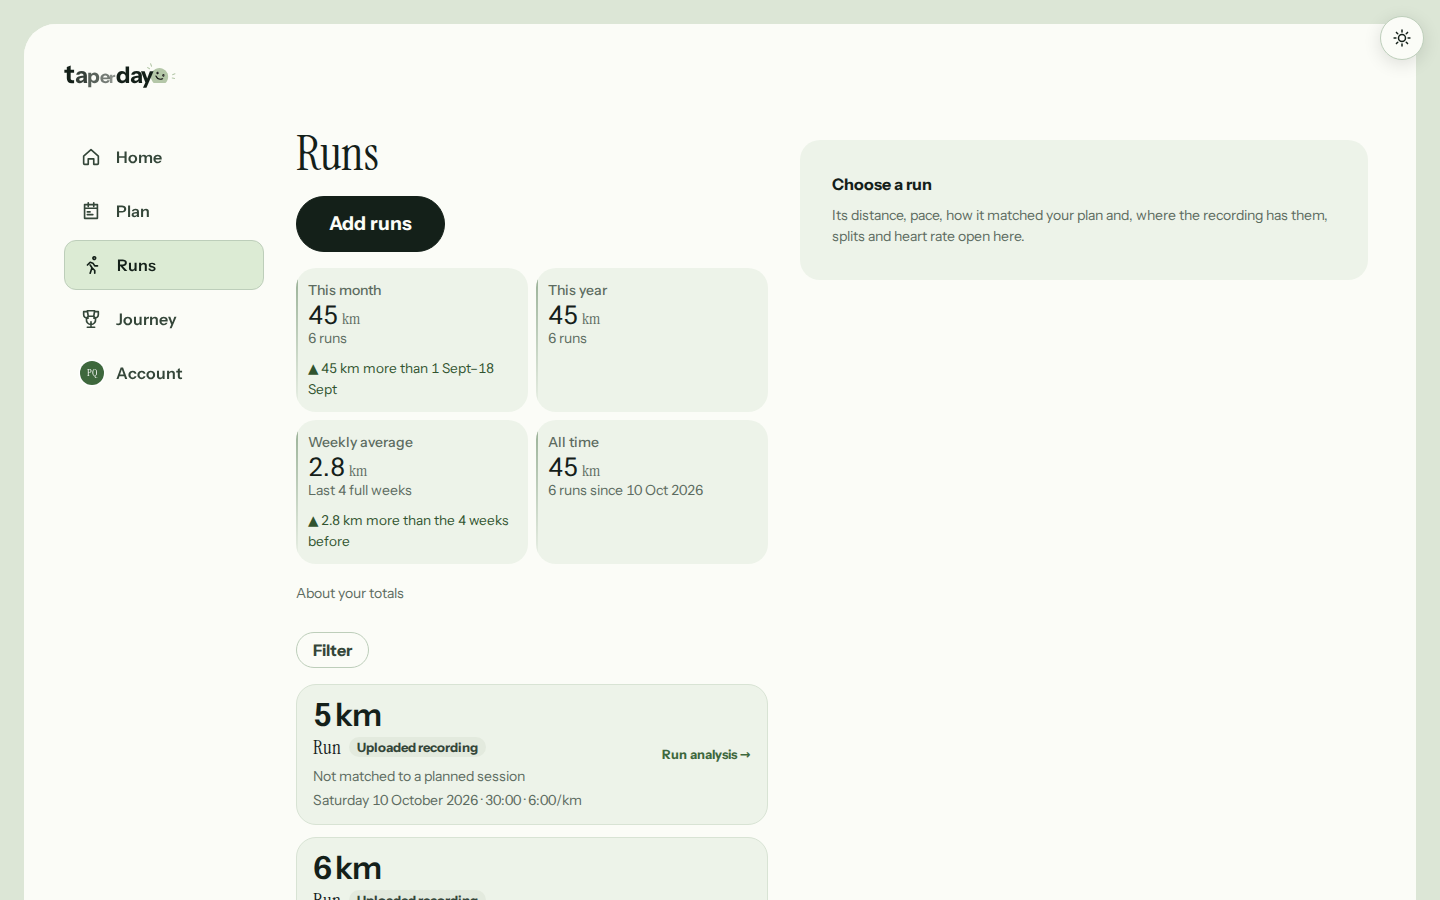 taperday
Home
Plan
Runs
Journey
PQ
Account
Runs
Add runs
This month
45 km
6 runs
▲ 45 km more than 1 Sept–18
Sept
This year
45 km
6 runs
Weekly average
2.8 km
Last 4 full weeks
▲ 2.8 km more than the 4 weeks
before
All time
45 km
6 runs since 10 Oct 2026
About your totals
Filter
5 km
Run Uploaded recording
Run analysis →
Not matched to a planned session
Saturday 10 October 2026 · 30:00 · 6:00/km
6 km
Run Uploaded recording
Choose a run
Its distance, pace, how it matched your plan and, where the recording has them,
splits and heart rate open here.